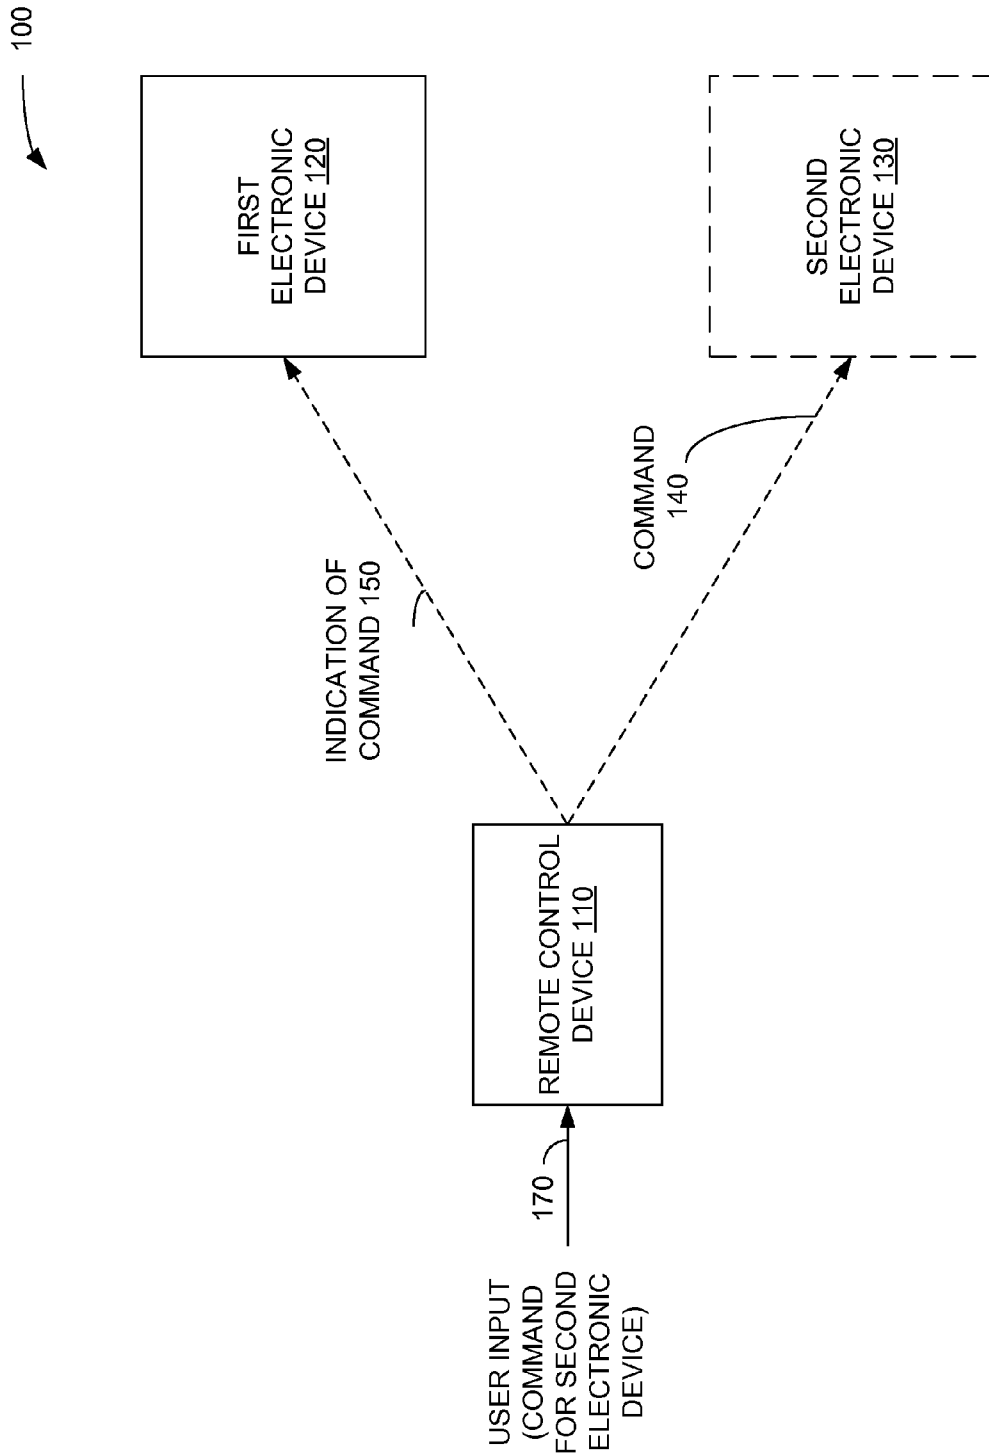 100
FIRST
ELECTRONIC
DEVICE 120
SECOND
ELECTRONIC
DEVICE 130
INDICATION OF
COMMAND 150
COMMAND
140
REMOTE CONTROL
DEVICE 110
170
USER INPUT
(COMMAND
FOR SECOND
ELECTRONIC
DEVICE)